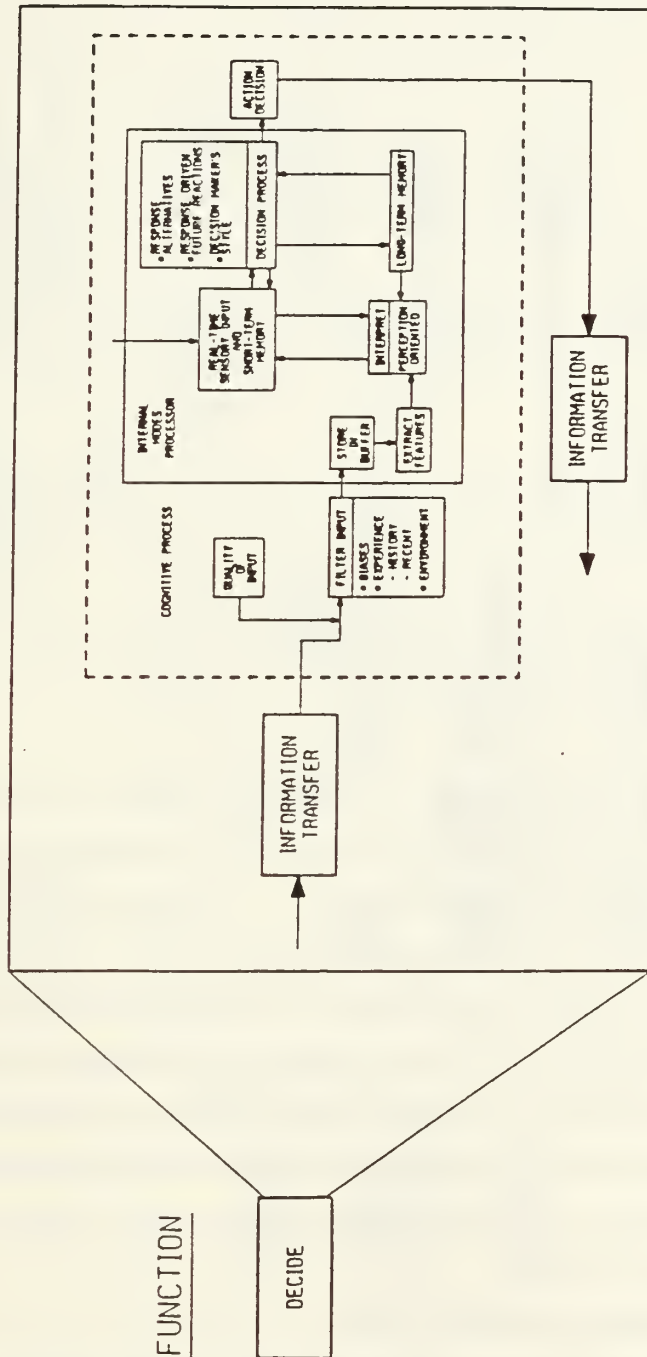 FUNCTION
DECIDE
INFORMATION
TRANSFER
COGNITIVE PROCESS
QUALITY
OF
INPUT
FILTER INPUT
• BIASES
• EXPERIENCE
- HISTORY
- RECENT
• ENVIRONMENT
INTERNAL
MODES
PROCESSOR
STORE
IN
BUFFER
EXTRACT
FEATURES
REAL-TIME
SENSORY INPUT
AND
SHORT-TERM
MEMORY
INTERPRET
PERCEPTION
ORIENTED
• RESPONSE
ALTERNATIVES
• RESPONSE DRIVEN
FUTURE REACTIONS
• DECISION MAKER'S
STYLE
DECISION PROCESS
LONG-TERM MEMORY
ACTION
DECISION
INFORMATION
TRANSFER